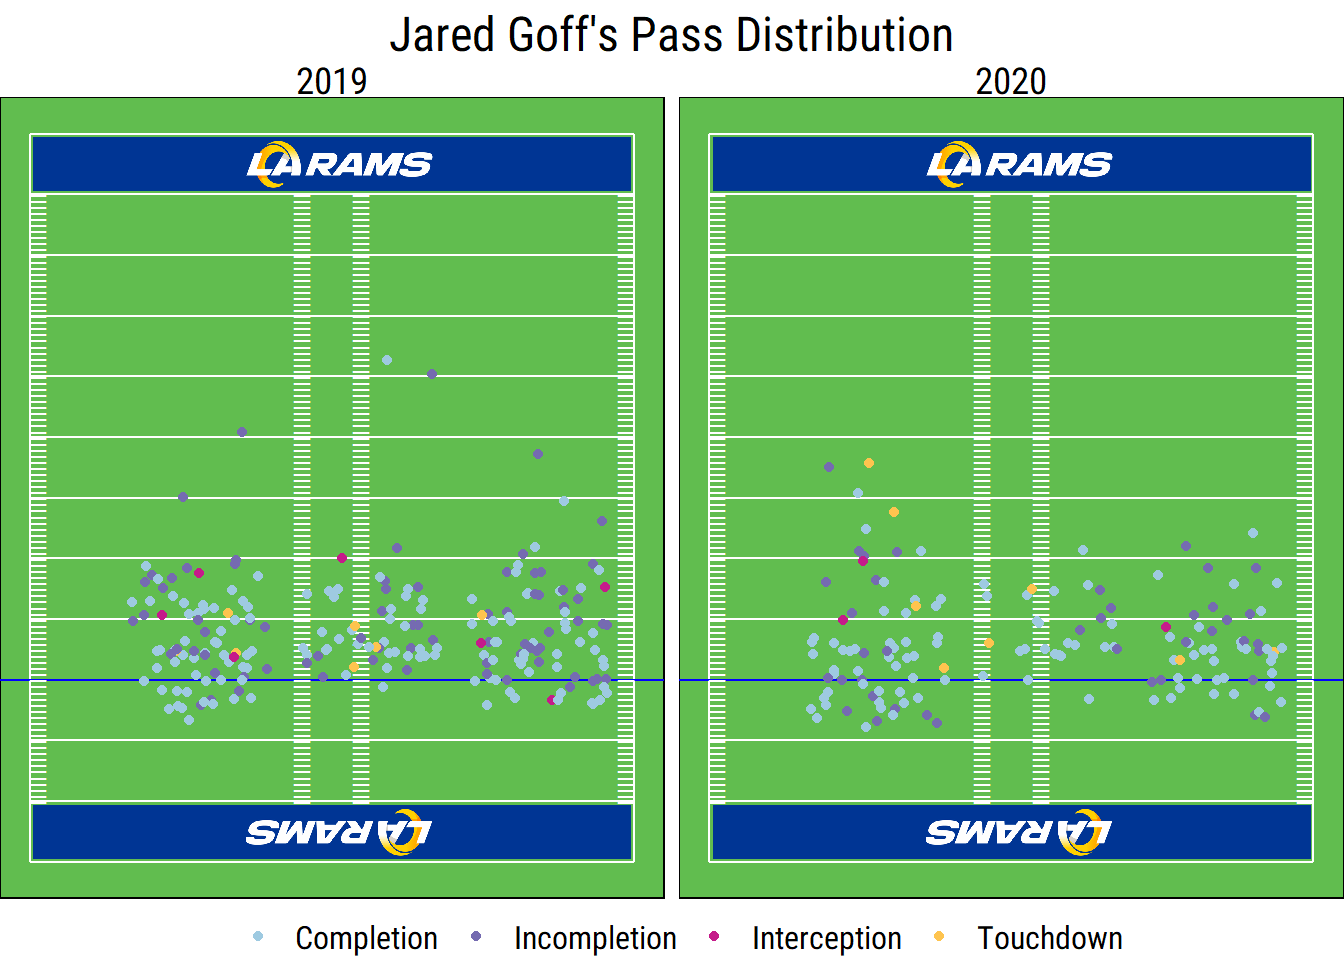 Jared Goff's Pass Distribution
2019 2020
LA RAMS LA RAMS
LA RAMS LA RAMS
Completion Incompletion Interception Touchdown